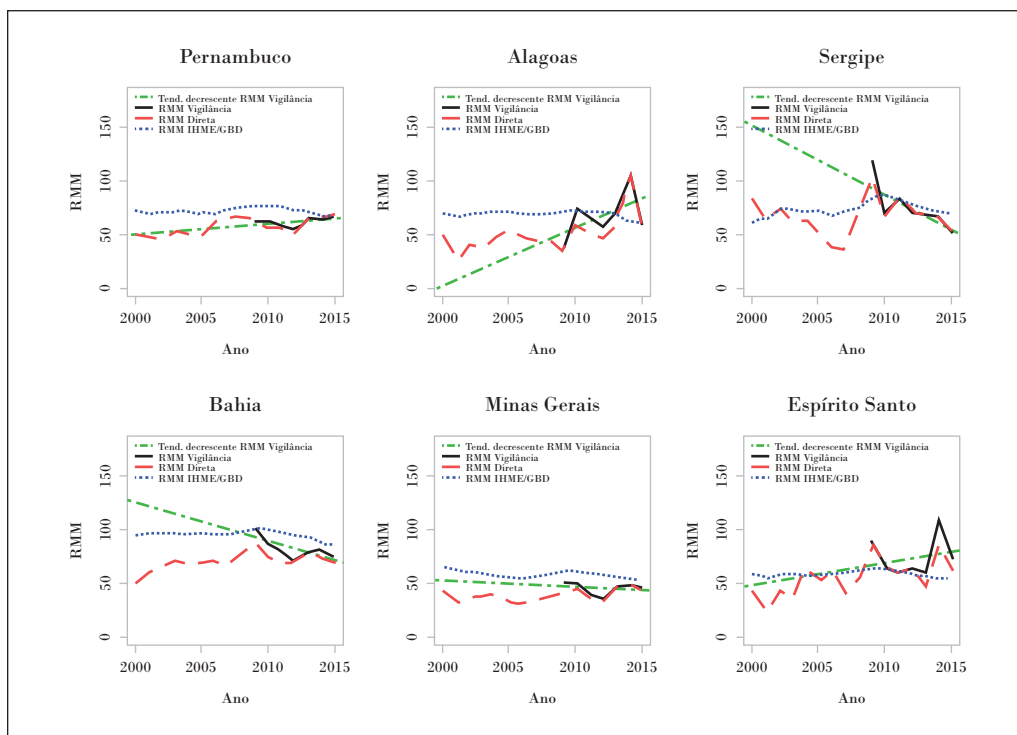 Pernambuco
Tend. decrescente RMM Vigilância
RMM Vigilância
RMM Direta
RMM IHME/GBD
RMM
150
100
50
0
2000 2005 2010 2015
Ano
Alagoas
Tend. decrescente RMM Vigilância
RMM Vigilância
RMM Direta
RMM IHME/GBD
RMM
150
100
50
0
2000 2005 2010 2015
Ano
Sergipe
Tend. decrescente RMM Vigilância
RMM Vigilância
RMM Direta
RMM IHME/GBD
RMM
150
100
50
0
2000 2005 2010 2015
Ano
Bahia
Tend. decrescente RMM Vigilância
RMM Vigilância
RMM Direta
RMM IHME/GBD
RMM
150
100
50
0
2000 2005 2010 2015
Ano
Minas Gerais
Tend. decrescente RMM Vigilância
RMM Vigilância
RMM Direta
RMM IHME/GBD
RMM
150
100
50
0
2000 2005 2010 2015
Ano
Espírito Santo
Tend. decrescente RMM Vigilância
RMM Vigilância
RMM Direta
RMM IHME/GBD
RMM
150
100
50
0
2000 2005 2010 2015
Ano